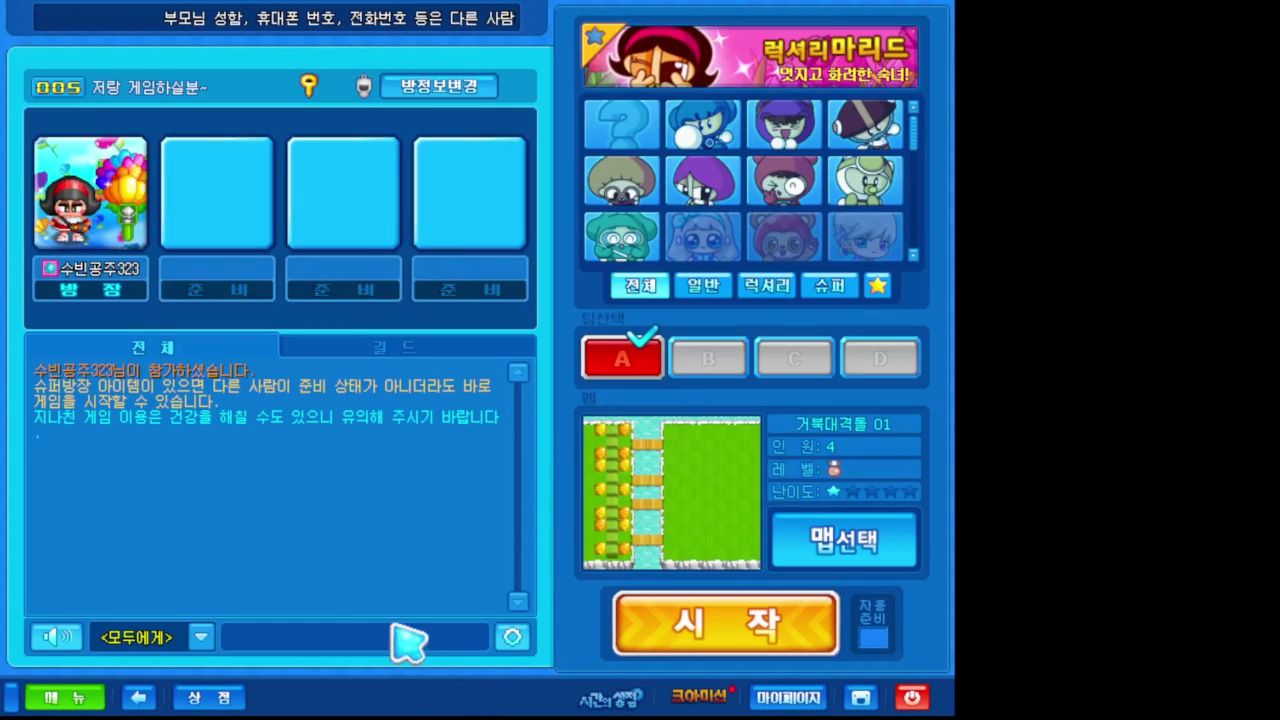 부모님 성함, 휴대폰 번호, 전화번호 등은 다른 사람
005 저랑 게임하실분~
방정보변경
수빈공주323
방 장
준 비
준 비
준 비
전 체
길 드
수빈공주323님이 참가하셨습니다.
슈퍼방장 아이템이 있으면 다른 사람이 준비 상태가 아니더라도 바로
게임을 시작할 수 있습니다.
지나친 게임 이용은 건강을 해칠 수도 있으니 유의해 주시기 바랍니다
.
<모두에게>
메 뉴
상 점
럭셔리마리드
멋지고 화려한 숙녀!
?
전체
일반
럭셔리
슈퍼
팀선택
A
B
C
D
맵
거북대격돌 01
인 원: 4
레 벨:
난이도:
맵선택
시 작
자동
준비
시간의상점
크아미션
마이페이지